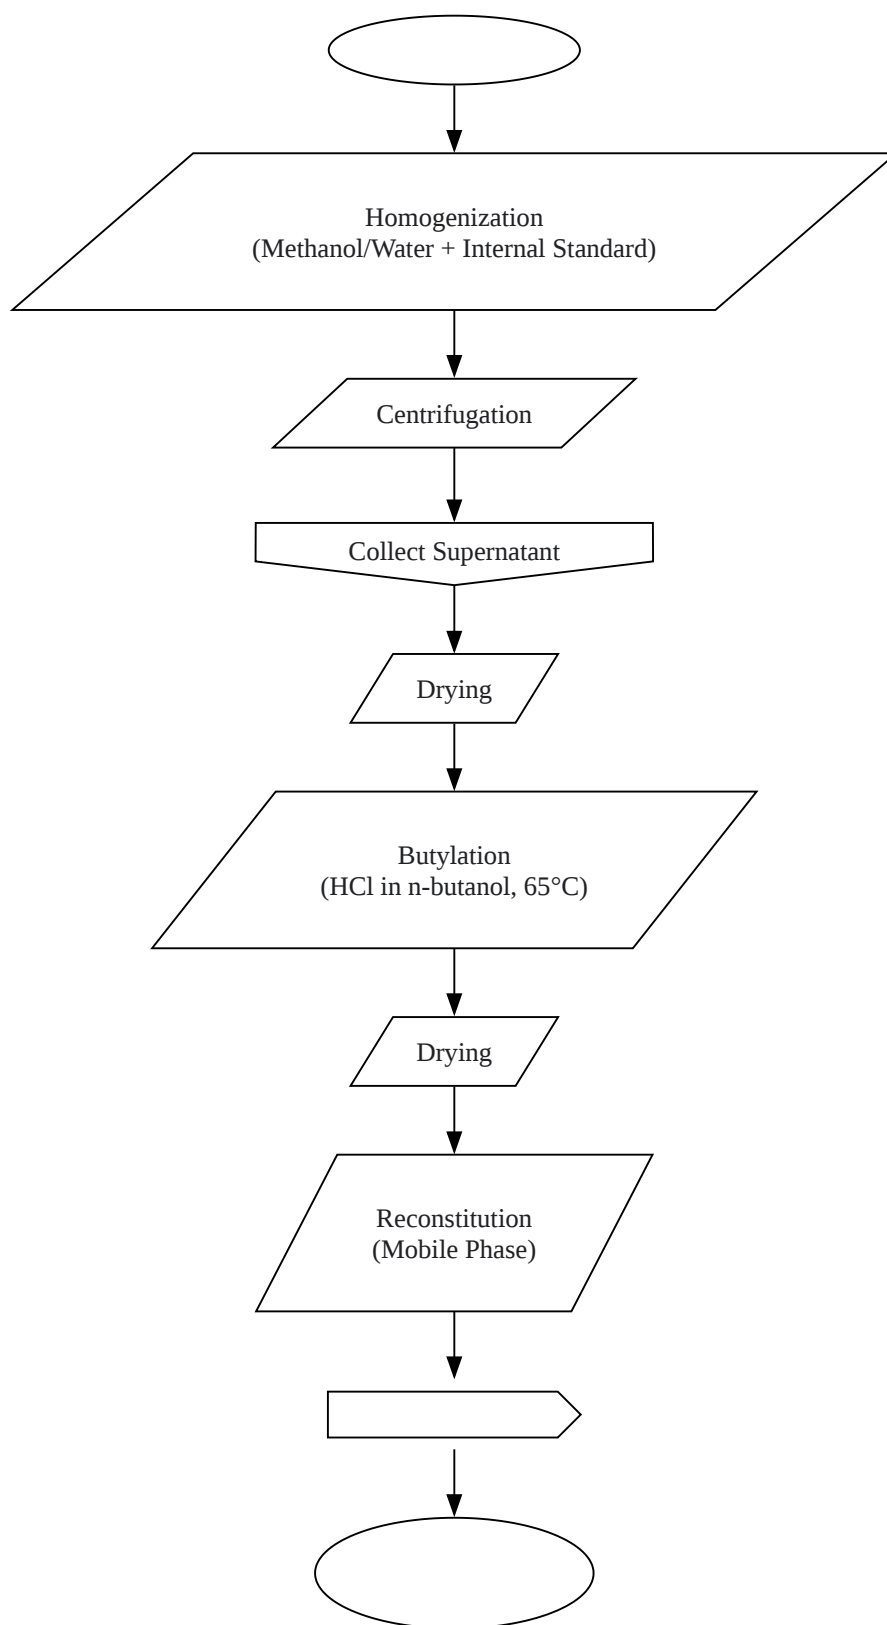 Homogenization
(Methanol/Water + Internal Standard)
Centrifugation
Collect Supernatant
Drying
Butylation
(HCl in n-butanol, 65°C)
Drying
Reconstitution
(Mobile Phase)